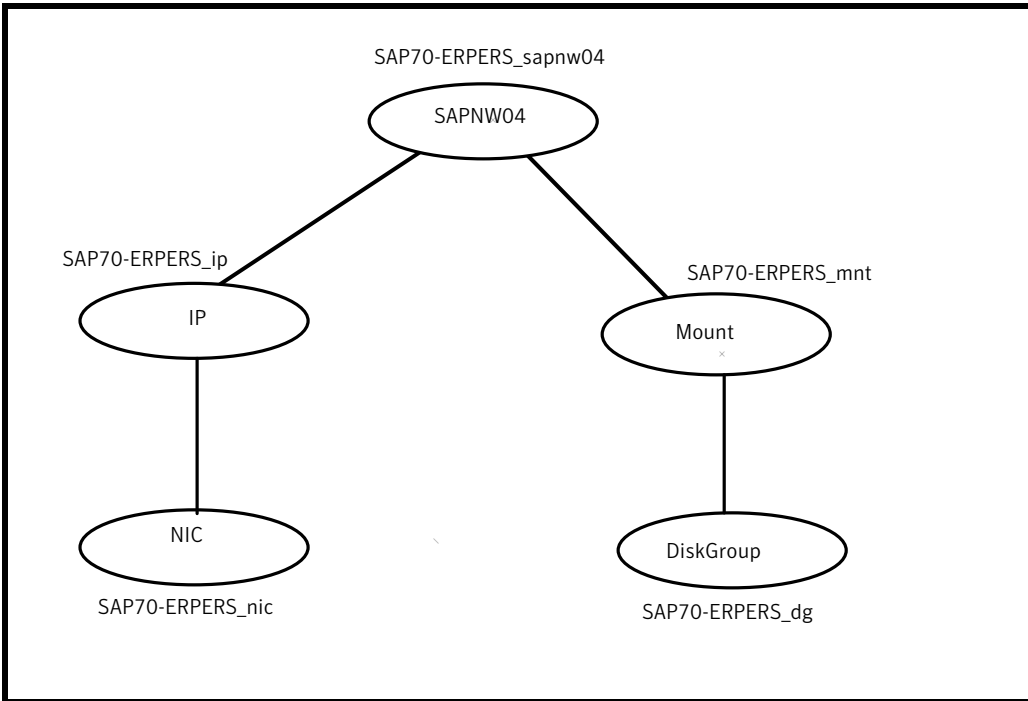 SAP70-ERPERS_sapnw04
SAPNW04
SAP70-ERPERS_ip
SAP70-ERPERS_mnt
IP
Mount
NIC
DiskGroup
SAP70-ERPERS_nic
SAP70-ERPERS_dg